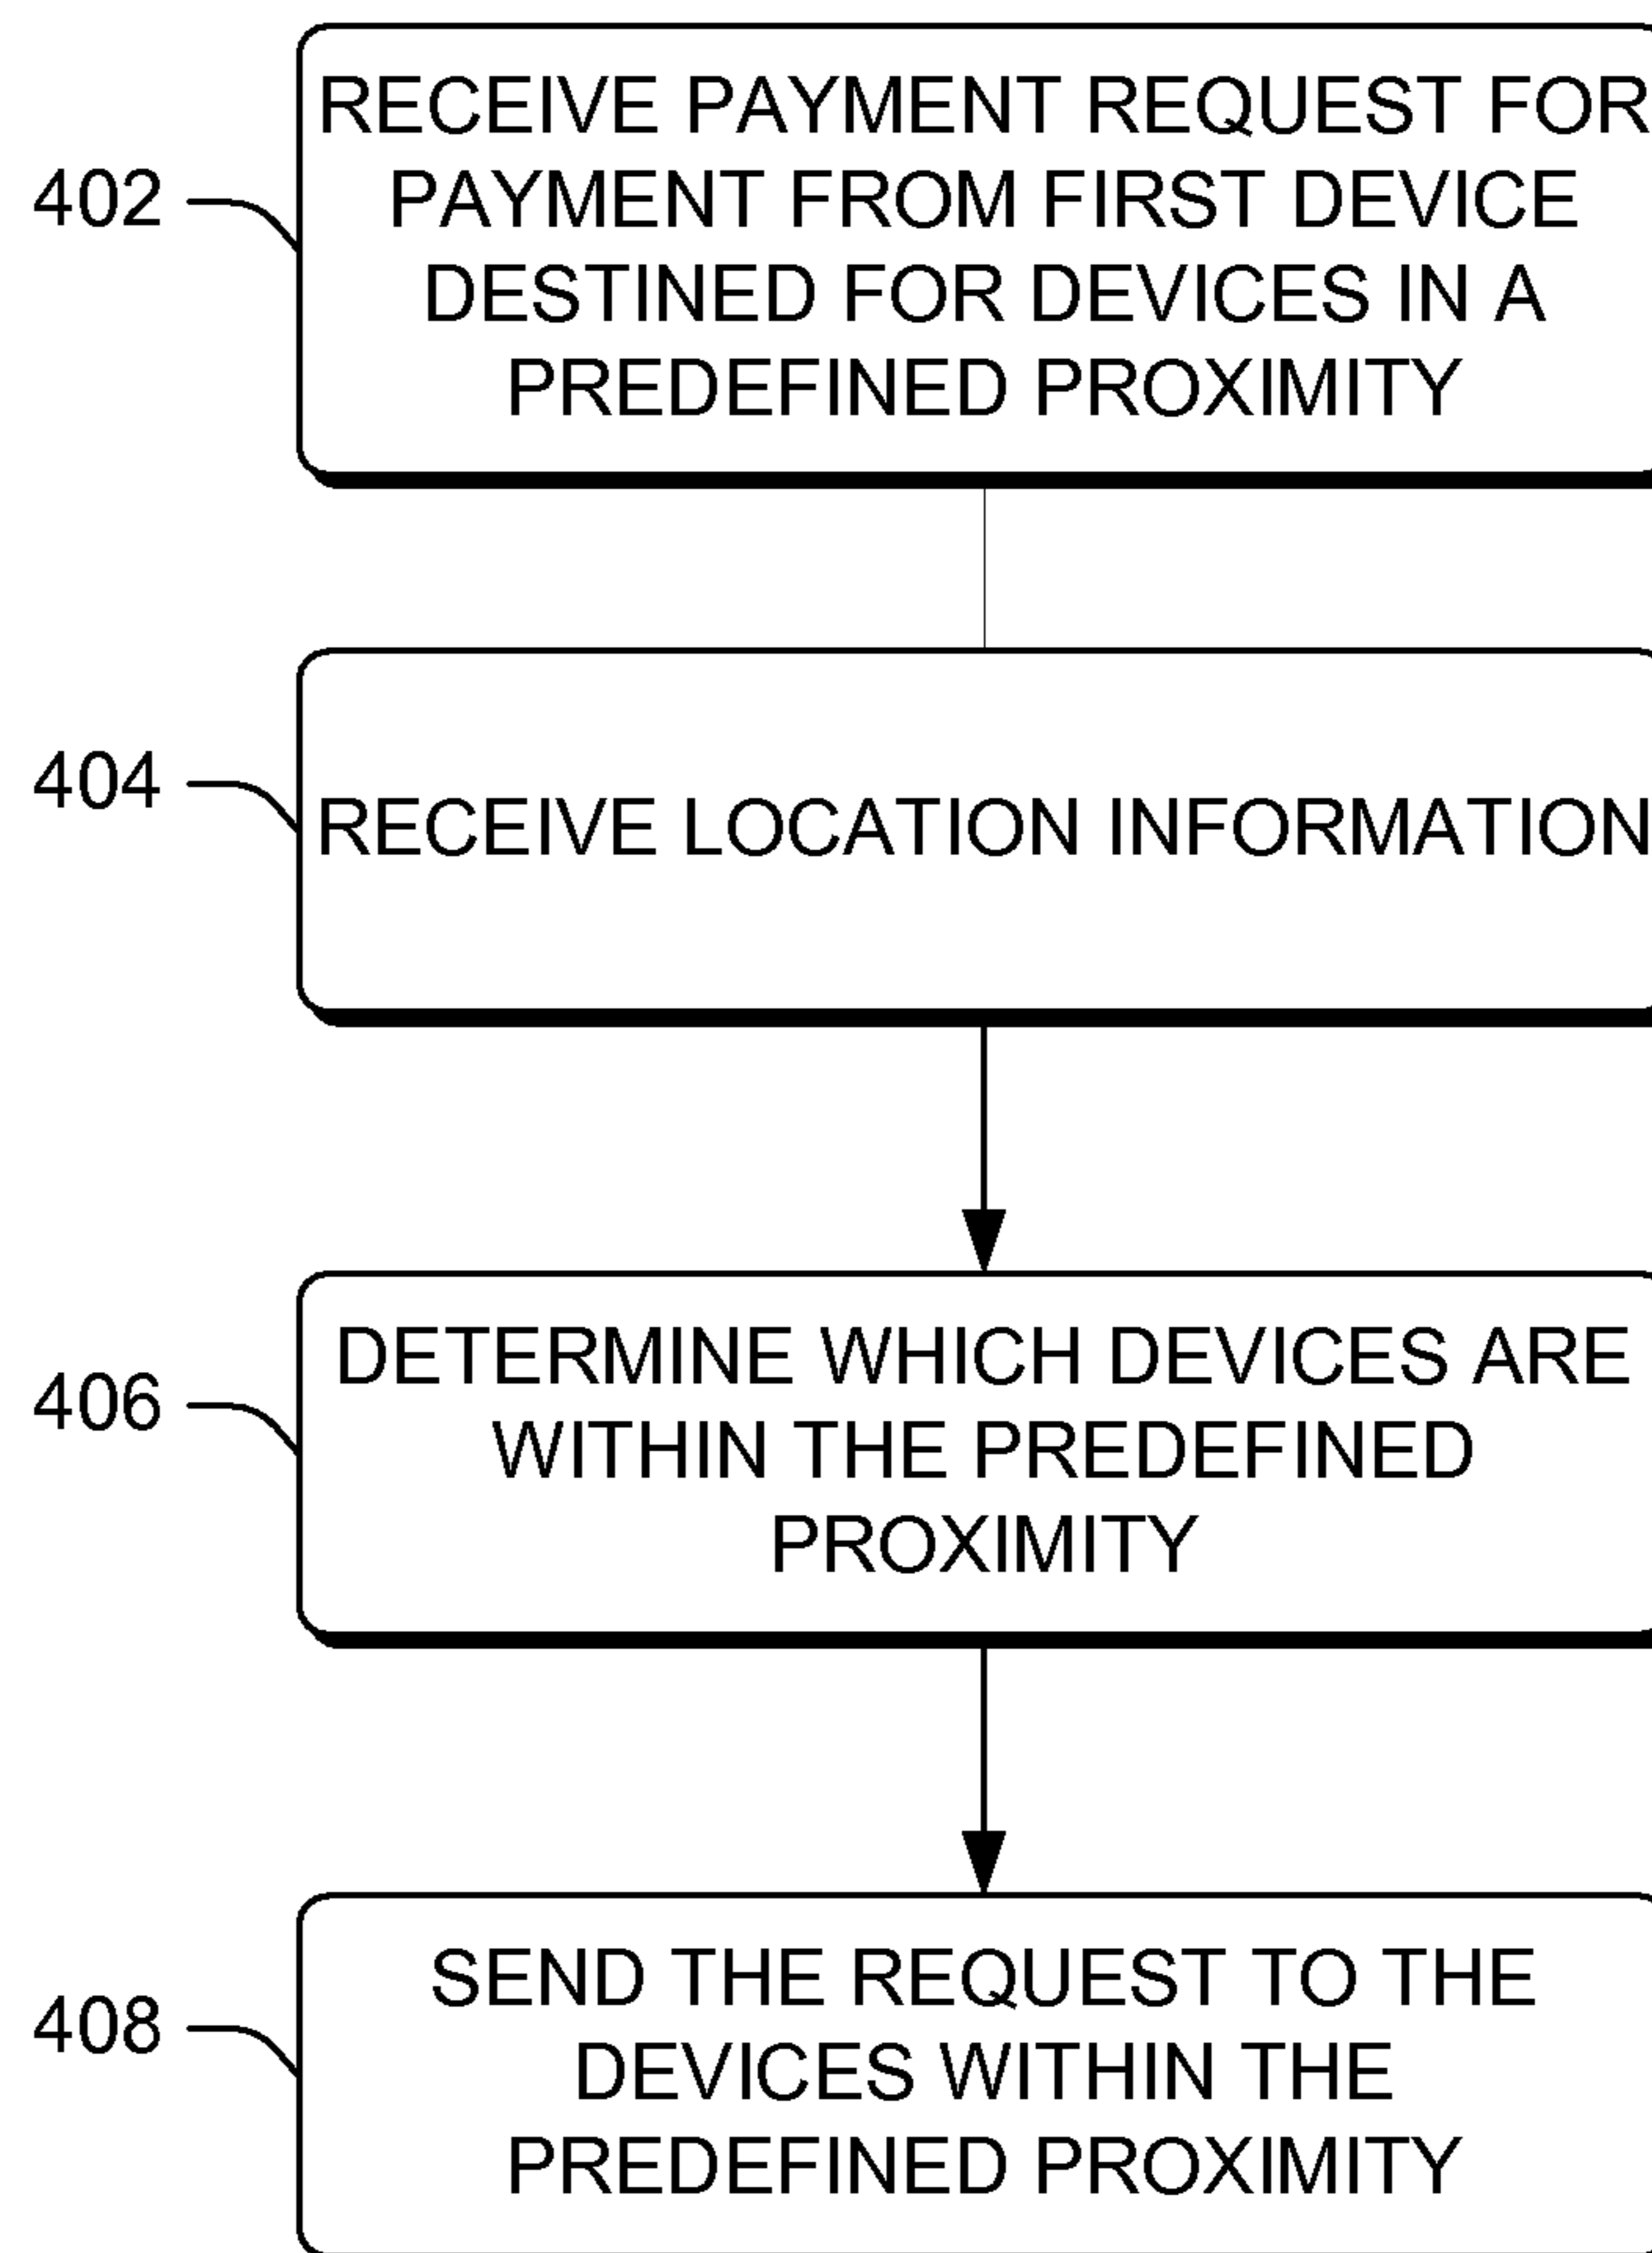 RECEIVE PAYMENT REQUEST FOR
402
PAYMENT FROM FIRST DEVICE
DESTINED FOR DEVICES IN A
PREDEFINED PROXIMITY
404
RECEIVE LOCATION INFORMATION
DETERMINE WHICH DEVICES ARE
406
WITHIN THE PREDEFINED
PROXIMITY
SEND THE REQUEST TO THE
408
DEVICES WITHIN THE
PREDEFINED PROXIMITY